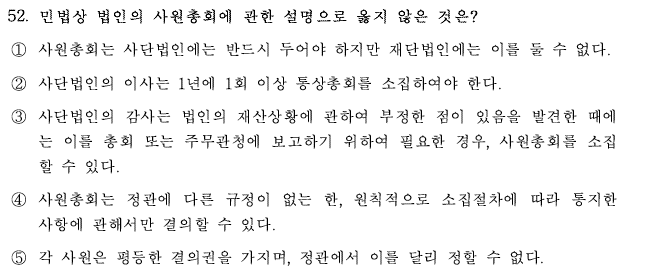 52. 민법상 법인의 사원총회에 관한 설명으로 옳지 않은 것은?
① 사원총회는 사단법인에는 반드시 두어야 하지만 재단법인에는 이를 둘 수 없다.
② 사단법인의 이사는 1년에 1회 이상 통상총회를 소집하여야 한다.
③ 사단법인의 감사는 법인의 재산상황에 관하여 부정한 점이 있음을 발견한 때에
는 이를 총회 또는 주무관청에 보고하기 위하여 필요한 경우, 사원총회를 소집
할 수 있다.
④ 사원총회는 정관에 다른 규정이 없는 한, 원칙적으로 소집절차에 따라 통지한
사항에 관해서만 결의할 수 있다.
⑤ 각 사원은 평등한 결의권을 가지며, 정관에서 이를 달리 정할 수 없다.